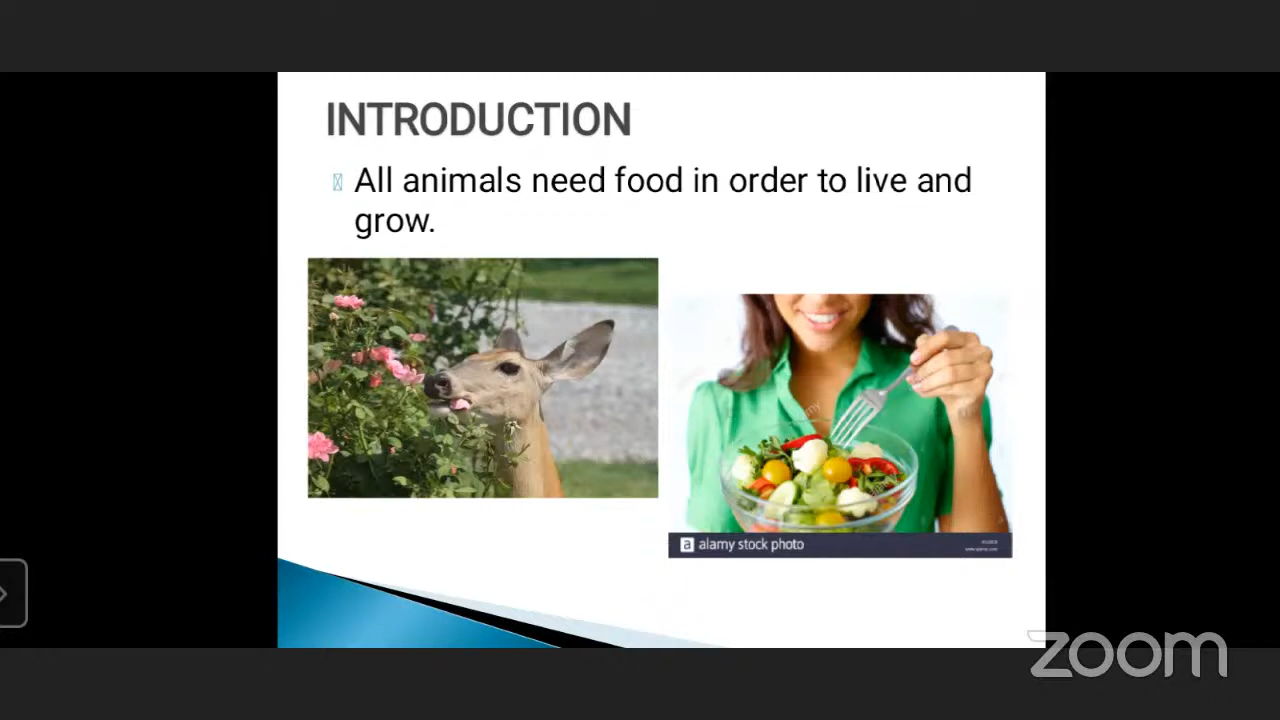 INTRODUCTION
All animals need food in order to live and
grow.
a alamy stock photo
zoom